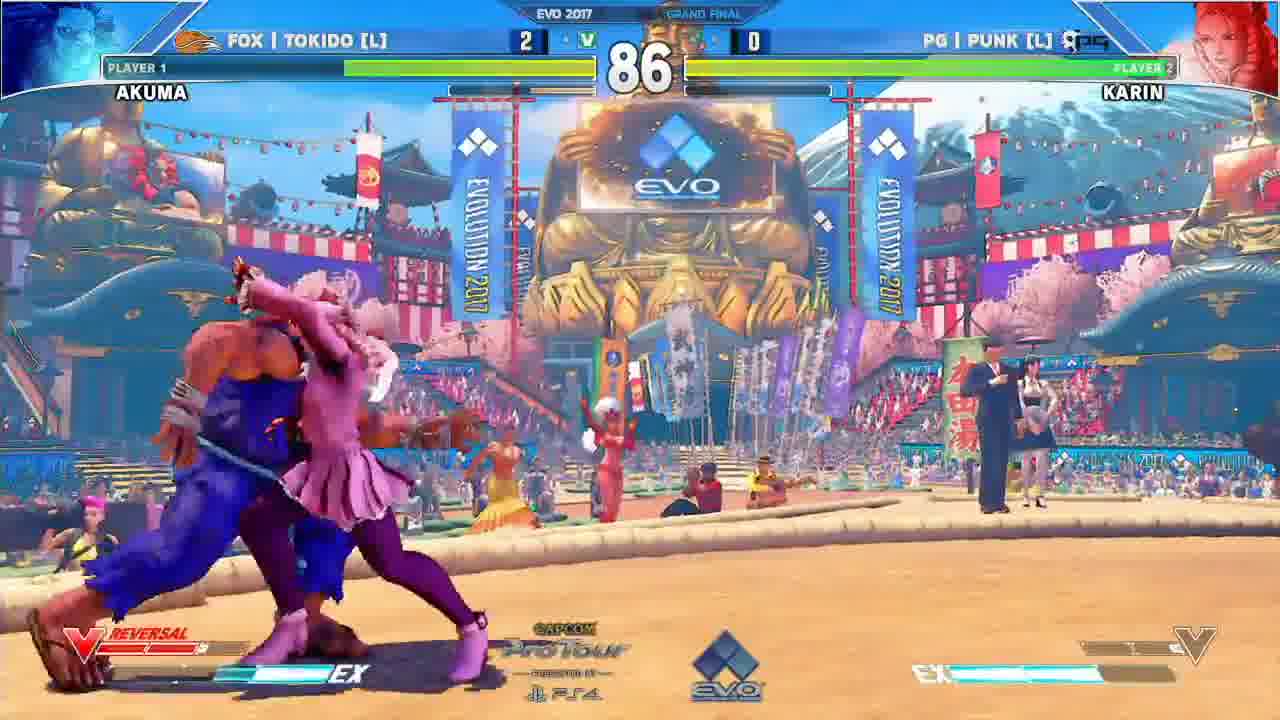 EVO 2017 GRAND FINAL
FOX | TOKIDO [L] 2 V 86 0 PG | PUNK [L]
PLAYER 1 PLAYER 2
AKUMA KARIN
EVO
EVOLUTION 2017
EVOLUTION 2017
REVERSAL
EX
EX
CAPCOM
PRO TOUR
PS4
EVO